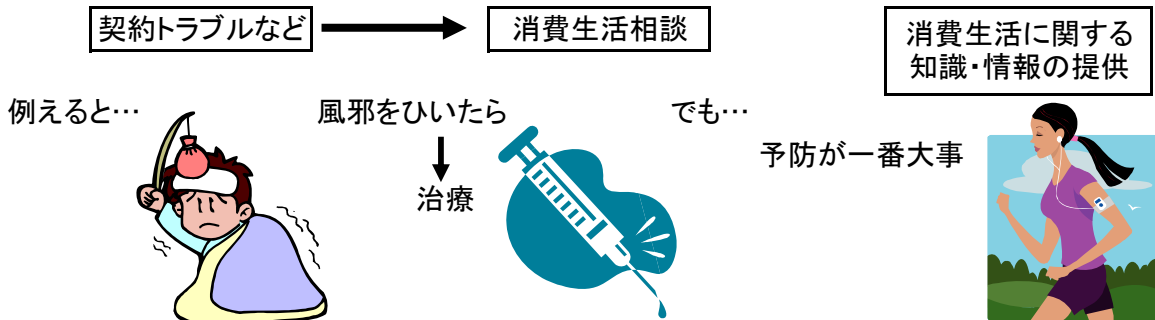 契約トラブルなど
消費生活相談
消費生活に関する
知識・情報の提供
例えると…
風邪をひいたら
でも…
治療
予防が一番大事